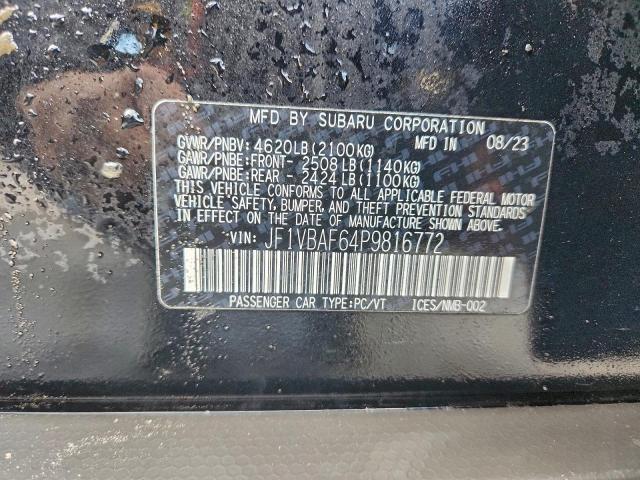 MFD BY SUBARU CORPORATION
GVWR/PNBV: 4620LB(2100KG) MFD IN 08/23
GAWR/PNBE:FRONT- 2508LB(1140KG)
GAWR/PNBE:REAR - 2424LB(1100KG)
THIS VEHICLE CONFORMS TO ALL APPLICABLE FEDERAL MOTOR
VEHICLE SAFETY, BUMPER, AND THEFT PREVENTION STANDARDS
IN EFFECT ON THE DATE OF MANUFACTURE SHOWN ABOVE.
VIN: JF1VBAF64P9816772
PASSENGER CAR TYPE:PC/VT ICES/NMB-002